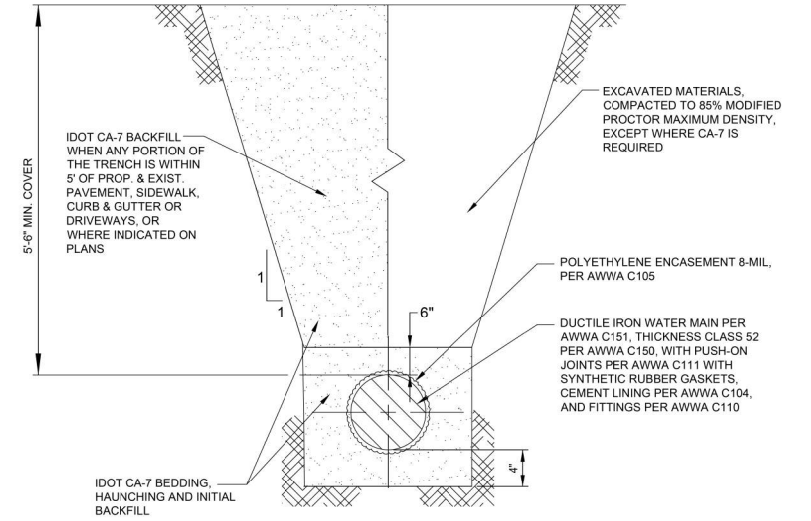 EXCAVATED MATERIALS,
COMPACTED TO 85% MODIFIED
PROCTOR MAXIMUM DENSITY,
EXCEPT WHERE CA-7 IS
REQUIRED
IDOT CA-7 BACKFILL
WHEN ANY PORTION OF
THE TRENCH IS WITHIN
5' OF PROP. & EXIST.
PAVEMENT, SIDEWALK,
CURB & GUTTER OR
DRIVEWAYS, OR
WHERE INDICATED ON
PLANS
5'-6" MIN. COVER
1
1
6"
POLYETHYLENE ENCASEMENT 8-MIL,
PER AWWA C105
DUCTILE IRON WATER MAIN PER
AWWA C151, THICKNESS CLASS 52
PER AWWA C150, WITH PUSH-ON
JOINTS PER AWWA C111 WITH
SYNTHETIC RUBBER GASKETS,
CEMENT LINING PER AWWA C104,
AND FITTINGS PER AWWA C110
4"
IDOT CA-7 BEDDING,
HAUNCHING AND INITIAL
BACKFILL